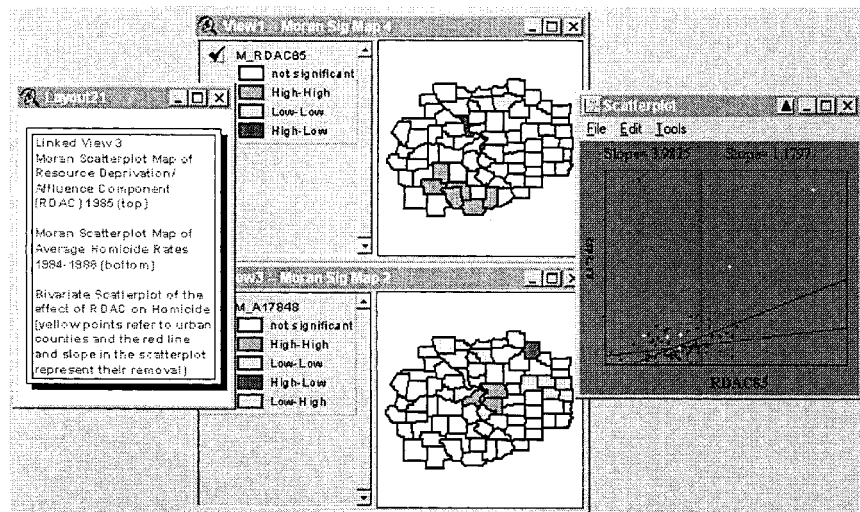 View1 - Moran Sig Map 4
M_RDAC85
not significant
High-High
Low-Low
High-Low
Layout21
Linked View 3
Moran Scatterplot Map of
Resource Deprivation/
Affluence Component
(RDAC) 1985 (top)
Moran Scatterplot Map of
Average Homicide Rates
1984-1988 (bottom)
Bivariate Scatterplot of the
effect of RDAC on Homicide
(yellow points refer to urban
counties and the red line
and slope in the scatterplot
represent their removal)
View3 - Moran Sig Map 2
M_A17848
not significant
High-High
Low-Low
High-Low
Low-High
Scatterplot
File Edit Tools
Slope= Slope=
RDAC85